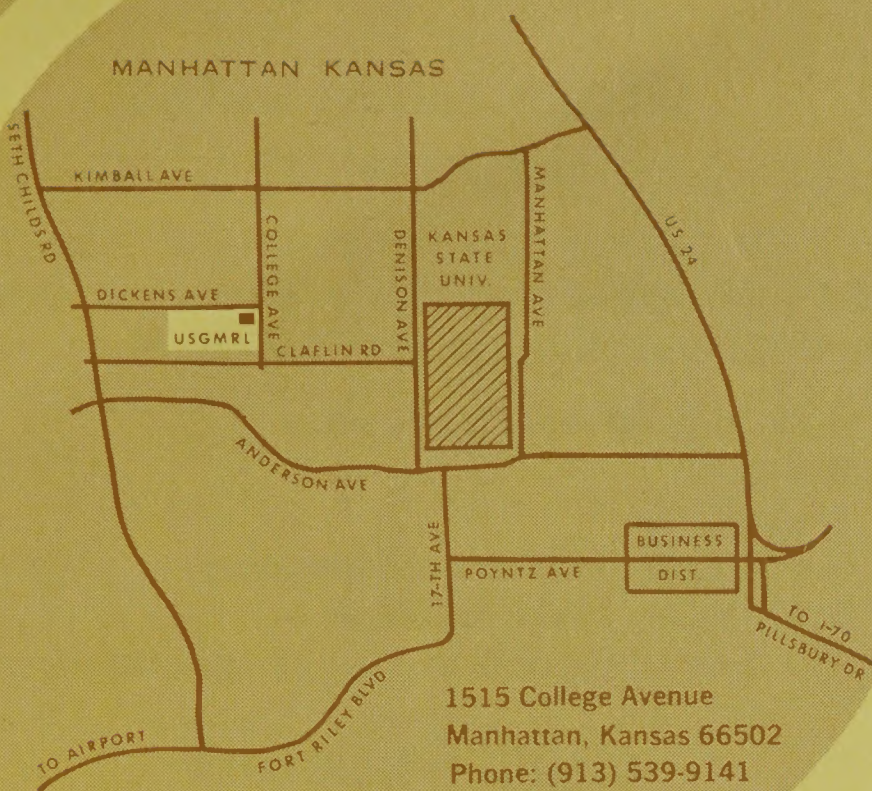 MANHATTAN KANSAS
SETH CHILDS RD
KIMBALL AVE
COLLEGE AVE
DENISON AVE
KANSAS
STATE
UNIV.
MANHATTAN AVE
US 24
DICKENS AVE
USGMRL
CLAFLIN RD
ANDERSON AVE
17-TH AVE
BUSINESS
DIST.
POYNTZ AVE
TO I-70
PILLSBURY DR
FORT RILEY BLVD
TO AIRPORT
1515 College Avenue
Manhattan, Kansas 66502
Phone: (913) 539-9141